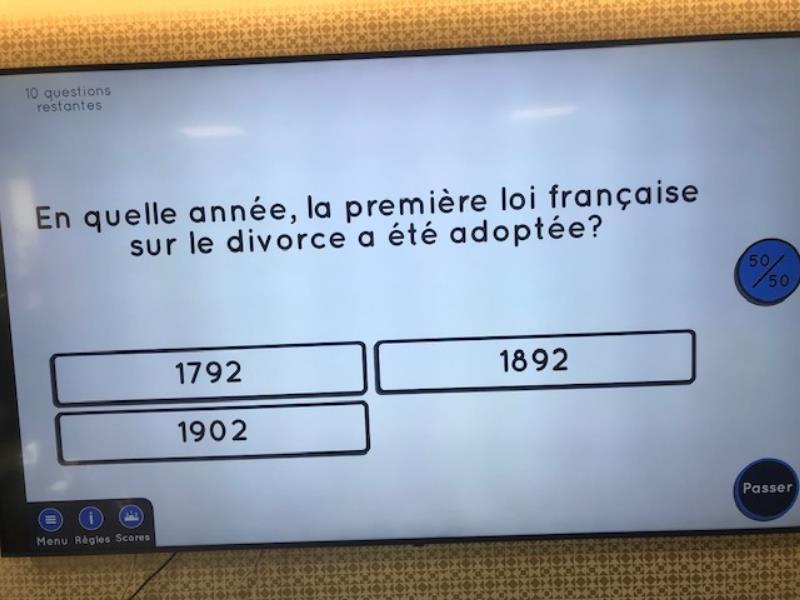 10 questions
restantes
En quelle année, la première loi française
sur le divorce a été adoptée?
50/50
1792
1892
1902
Passer
Menu Règles Scores